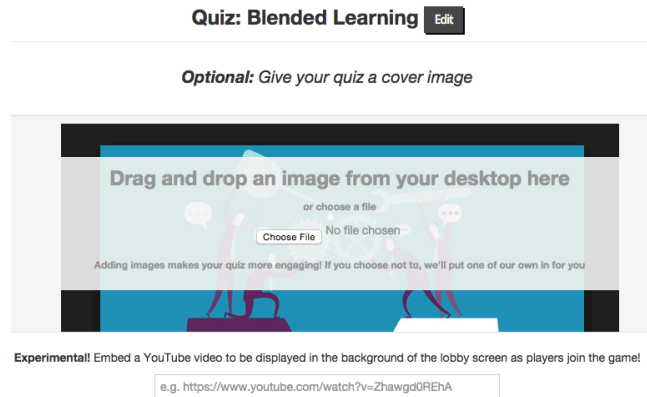 Quiz: Blended Learning Edit
Optional: Give your quiz a cover image
Drag and drop an image from your desktop here
or choose a file
Choose File No file chosen
Adding images makes your quiz more engaging! If you choose not to, we'll put one of our own in for you
Experimental! Embed a YouTube video to be displayed in the background of the lobby screen as players join the game!
e.g. https://www.youtube.com/watch?v=Zhawgd0REhA